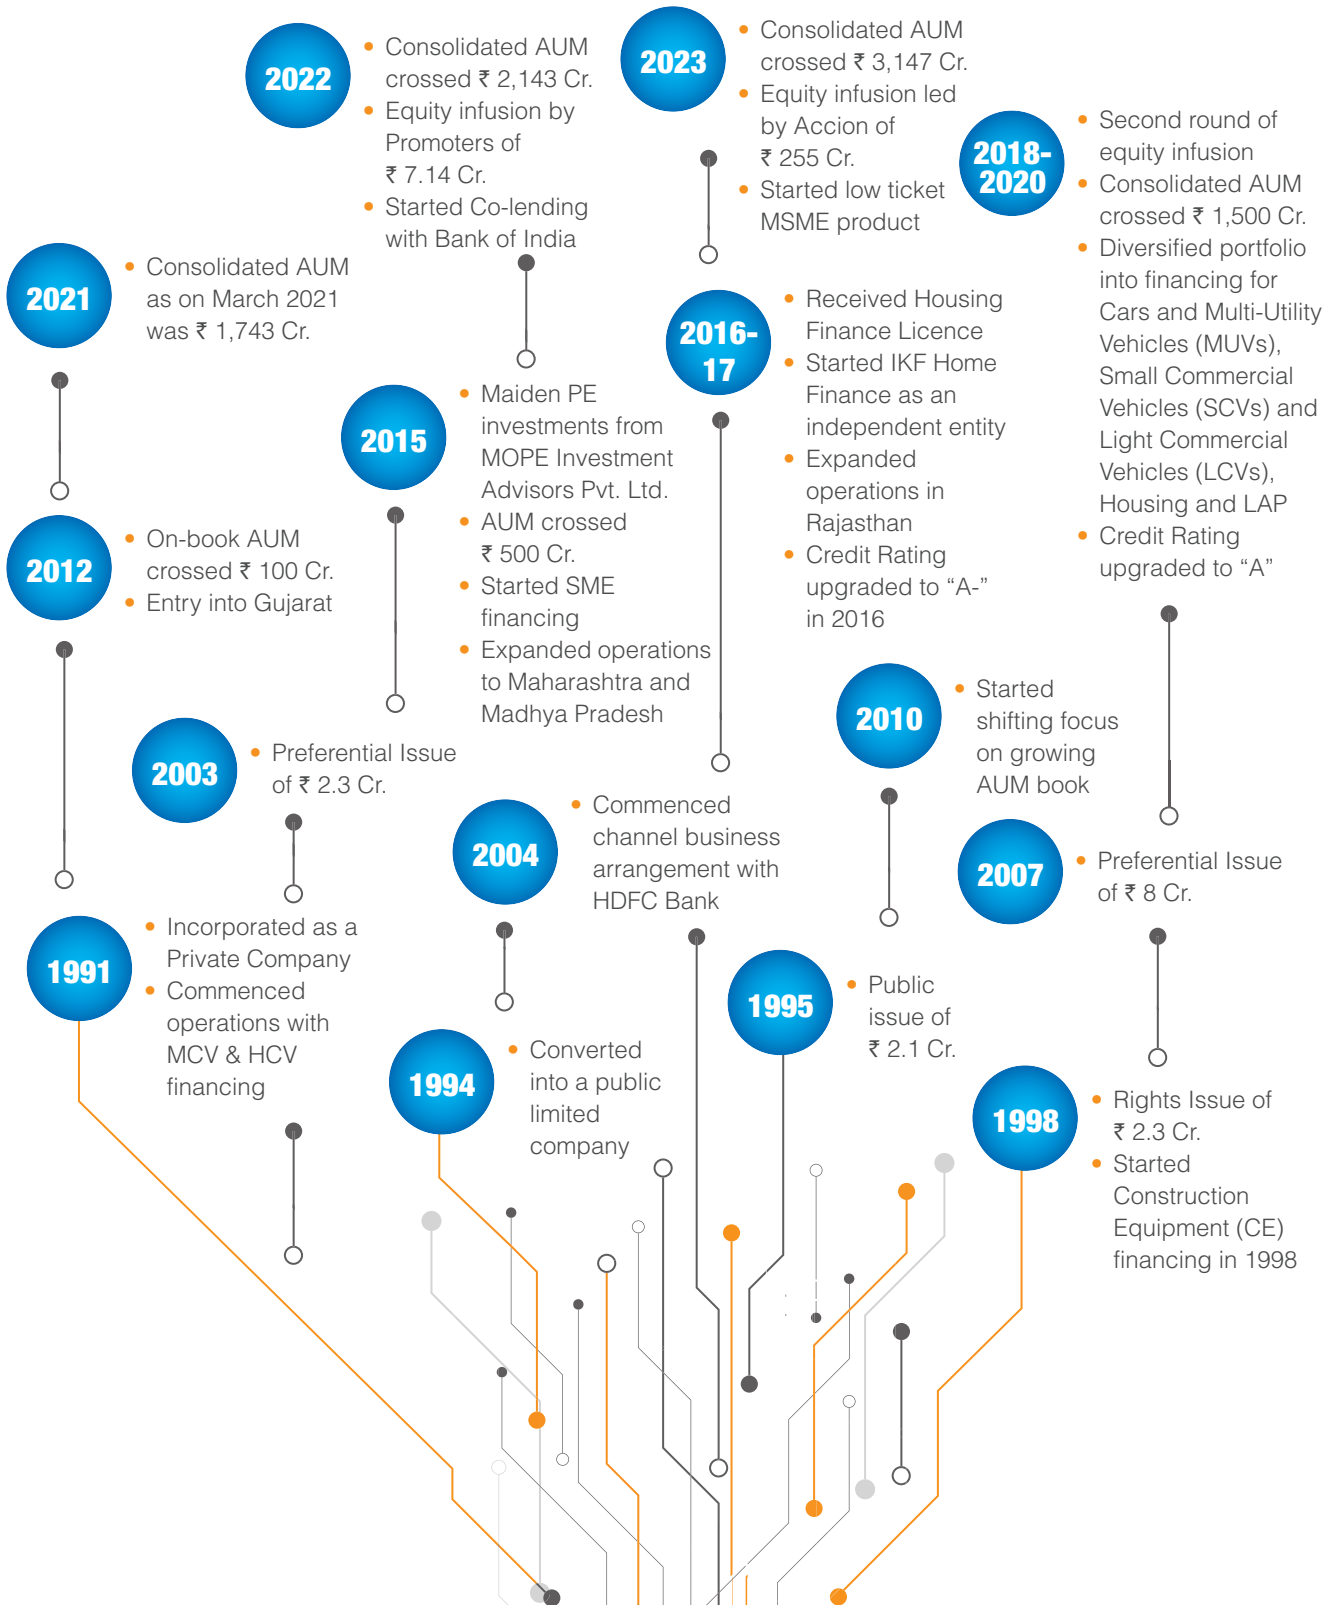 2022
• Consolidated AUM
crossed ₹ 2,143 Cr.
• Equity infusion by
Promoters of
₹ 7.14 Cr.
• Started Co-lending
with Bank of India
2023
• Consolidated AUM
crossed ₹ 3,147 Cr.
• Equity infusion led
by Accion of
₹ 255 Cr.
• Started low ticket
MSME product
2018-
2020
• Second round of
equity infusion
• Consolidated AUM
crossed ₹ 1,500 Cr.
• Diversified portfolio
into financing for
Cars and Multi-Utility
Vehicles (MUVs),
Small Commercial
Vehicles (SCVs) and
Light Commercial
Vehicles (LCVs),
Housing and LAP
• Credit Rating
upgraded to “A”
2021
• Consolidated AUM
as on March 2021
was ₹ 1,743 Cr.
2016-
17
• Received Housing
Finance Licence
• Started IKF Home
Finance as an
independent entity
• Expanded
operations in
Rajasthan
• Credit Rating
upgraded to “A-”
in 2016
2015
• Maiden PE
investments from
MOPE Investment
Advisors Pvt. Ltd.
• AUM crossed
₹ 500 Cr.
• Started SME
financing
• Expanded operations
to Maharashtra and
Madhya Pradesh
2012
• On-book AUM
crossed ₹ 100 Cr.
• Entry into Gujarat
2010
• Started
shifting focus
on growing
AUM book
2003
• Preferential Issue
of ₹ 2.3 Cr.
2004
• Commenced
channel business
arrangement with
HDFC Bank
2007
• Preferential Issue
of ₹ 8 Cr.
1991
• Incorporated as a
Private Company
• Commenced
operations with
MCV & HCV
financing
1995
• Public
issue of
₹ 2.1 Cr.
1994
• Converted
into a public
limited
company
1998
• Rights Issue of
₹ 2.3 Cr.
• Started
Construction
Equipment (CE)
financing in 1998